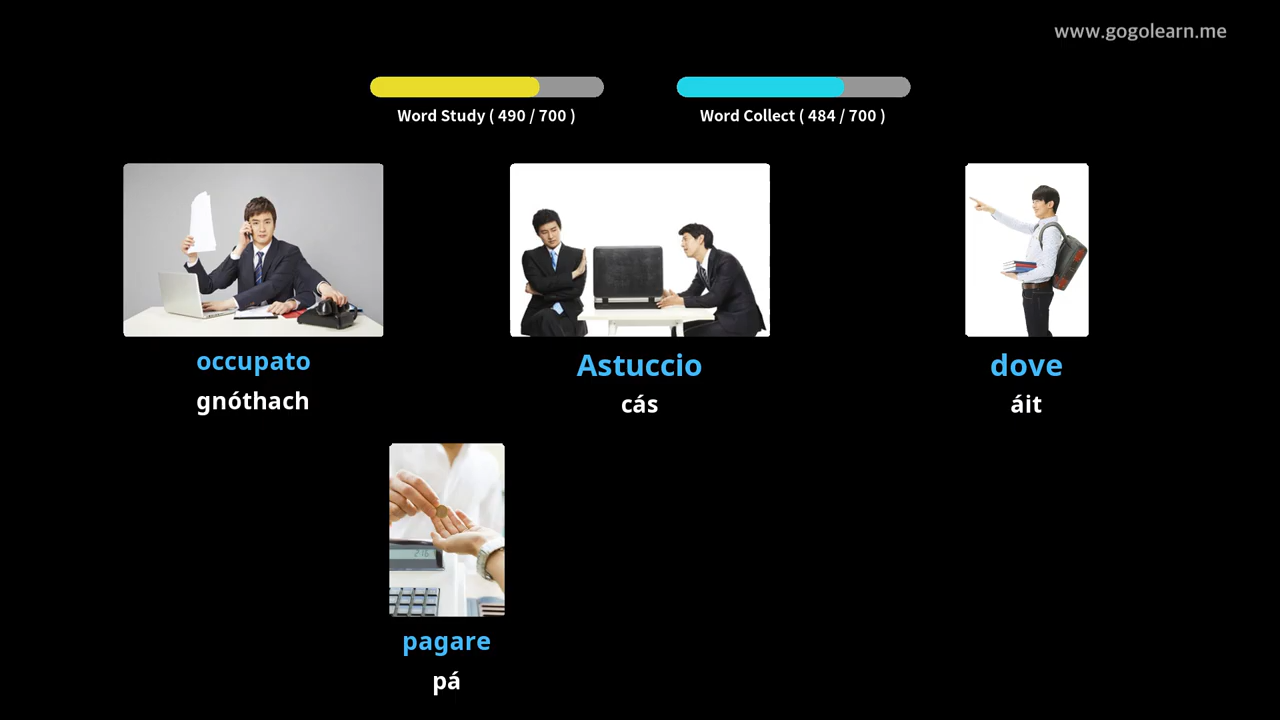 www.gogolearn.me
Word Study ( 490 / 700 )
Word Collect ( 484 / 700 )
occupato
gnóthach
Astuccio
cás
dove
áit
pagare
pá